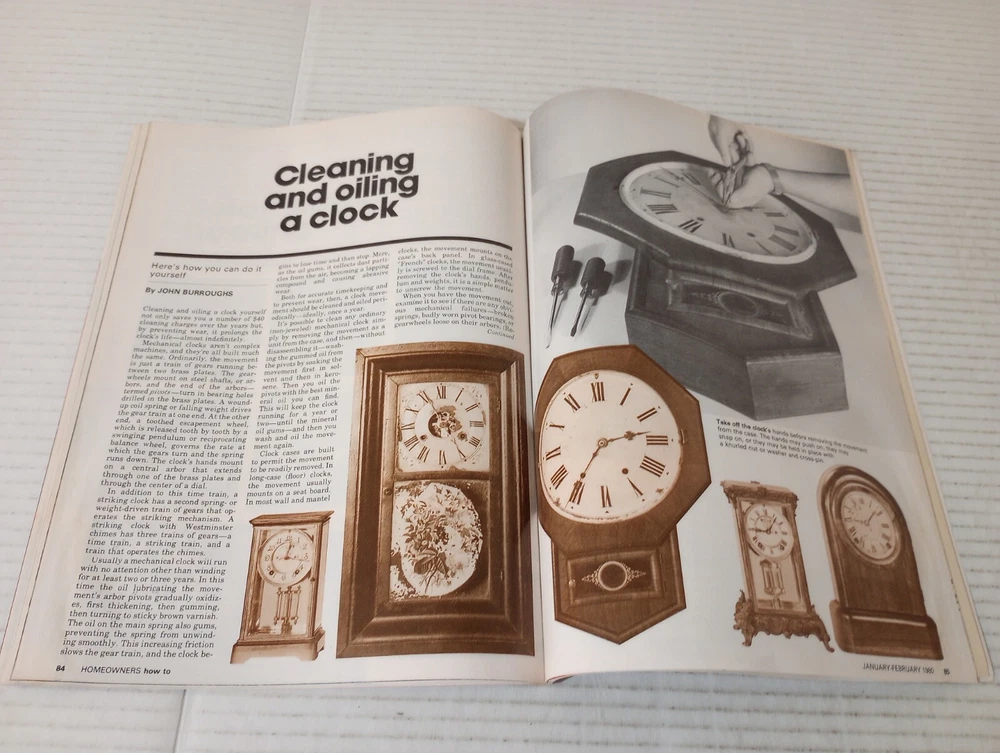 Cleaning
and oiling
a clock
Here's how you can do it
yourself
By JOHN BURROUGHS
Cleaning and oiling a clock yourself
not only saves you a number of $40
cleaning charges over the years but,
by preventing wear, it prolongs the
clock's life—almost indefinitely.
Mechanical clocks aren't complex
machines, and they're all built much
the same. Ordinarily, the movement
is just a train of gears running be-
tween two brass plates. The gear-
wheels mount on steel shafts, or ar-
bors, and the end of the arbors—
termed pivots—turn in bearing holes
drilled in the brass plates. A wound-
up coil spring or falling weight drives
the gear train at one end. At the other
end, a toothed escapement wheel,
which is released tooth by tooth by a
swinging pendulum or reciprocating
balance wheel, governs the rate at
which the gears turn and the spring
runs down. The clock's hands mount
on a central arbor that extends
through one of the brass plates and
through the center of a dial.
In addition to this time train, a
striking clock has a second spring- or
weight-driven train of gears that op-
erates the striking mechanism. A
striking clock with Westminster
chimes has three trains of gears—a
time train, a striking train, and a
train that operates the chimes.
Usually a mechanical clock will run
with no attention other than winding
for at least two or three years. In this
time the oil lubricating the move-
ment's arbor pivots gradually oxidiz-
es, first thickening, then gumming,
then turning to sticky brown varnish.
The oil on the main spring also gums,
preventing the spring from unwind-
ing smoothly. This increasing friction
slows the gear train, and the clock be-
gins to lose time and then stop. More,
as the oil gums, it collects dust parti-
cles from the air, becoming a lapping
compound and causing abrasive
wear.
Both for accurate timekeeping and
to prevent wear, then, a clock move-
ment should be cleaned and oiled peri-
odically—ideally, once a year.
It's possible to clean any ordinary
(non-jeweled) mechanical clock sim-
ply by removing the movement as a
unit from the case, and then—without
disassembling it—wash-
ing the gummed oil from
the pivots by soaking the
movement first in sol-
vent and then in kero-
sene. Then you oil the
pivots with the best min-
eral oil you can find.
This will keep the clock
running for a year or
two—until the mineral
oil gums—and then you
wash and oil the move-
ment again.
Clock cases are built
to permit the movement
to be readily removed. In
long-case (floor) clocks,
the movement usually
mounts on a seat board.
In most wall and mantel
clocks, the movement mounts on the
case's back panel. In glass-cased
"French" clocks, the movement usual-
ly is screwed to the dial frame. After
removing the clock's hands, pendu-
lum and weights, it is a simple matter
to unscrew the movement.
When you have the movement out,
examine it to see if there are any obvi-
ous mechanical failures—broken
springs, badly worn pivot bearings, or
gearwheels loose on their arbors. (Re-
Continued
Take off the clock's hands before removing the movement
from the case. The hands may push on, they may
snap on, or they may be held in place with
a knurled nut or washer and cross-pin.
84 HOMEOWNERS how to
JANUARY-FEBRUARY 1980 85